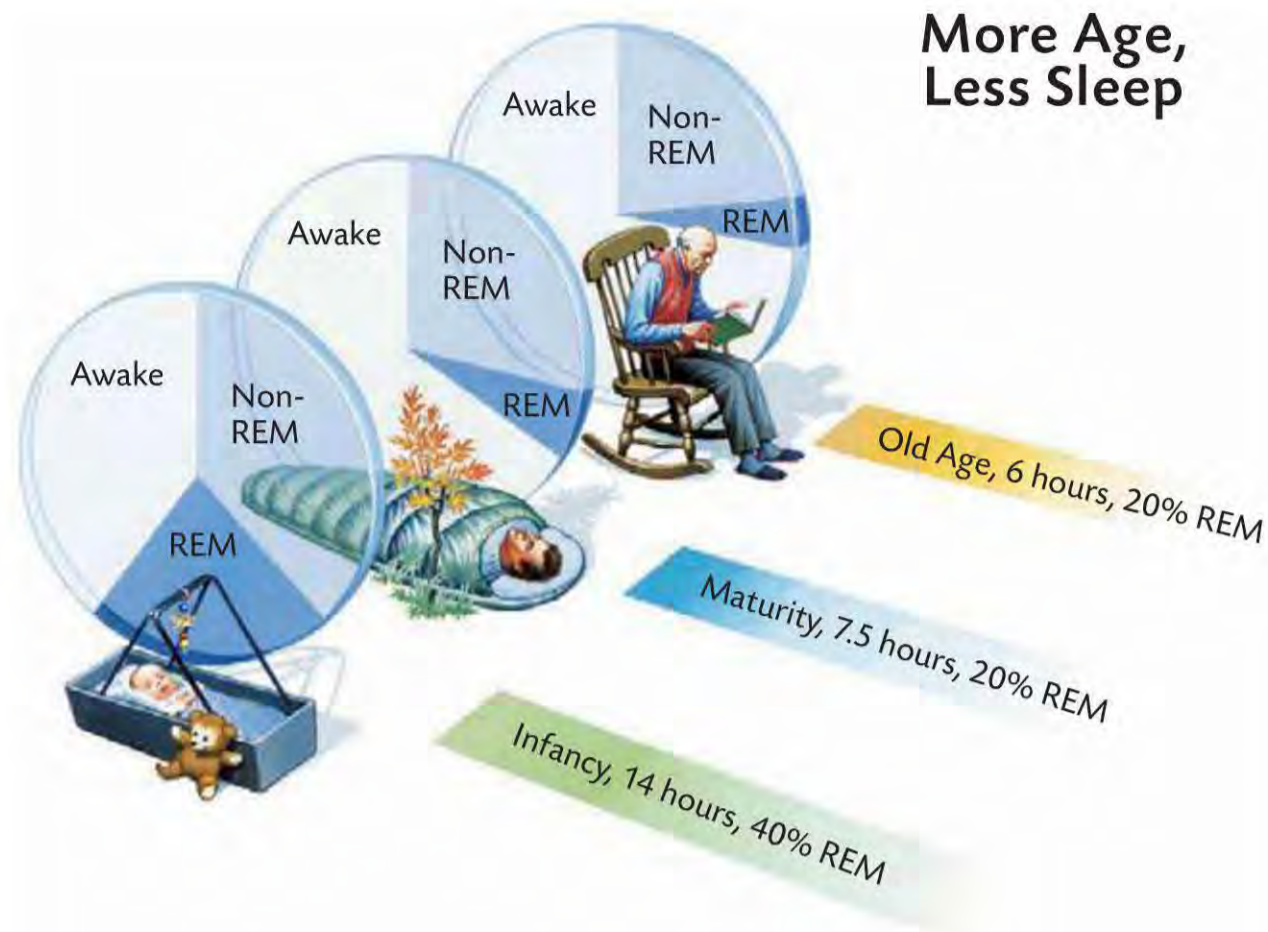 More Age,
Less Sleep
Awake
Non-
REM
REM
Awake
Non-
REM
REM
Awake
Non-
REM
REM
Old Age, 6 hours, 20% REM
Maturity, 7.5 hours, 20% REM
Infancy, 14 hours, 40% REM